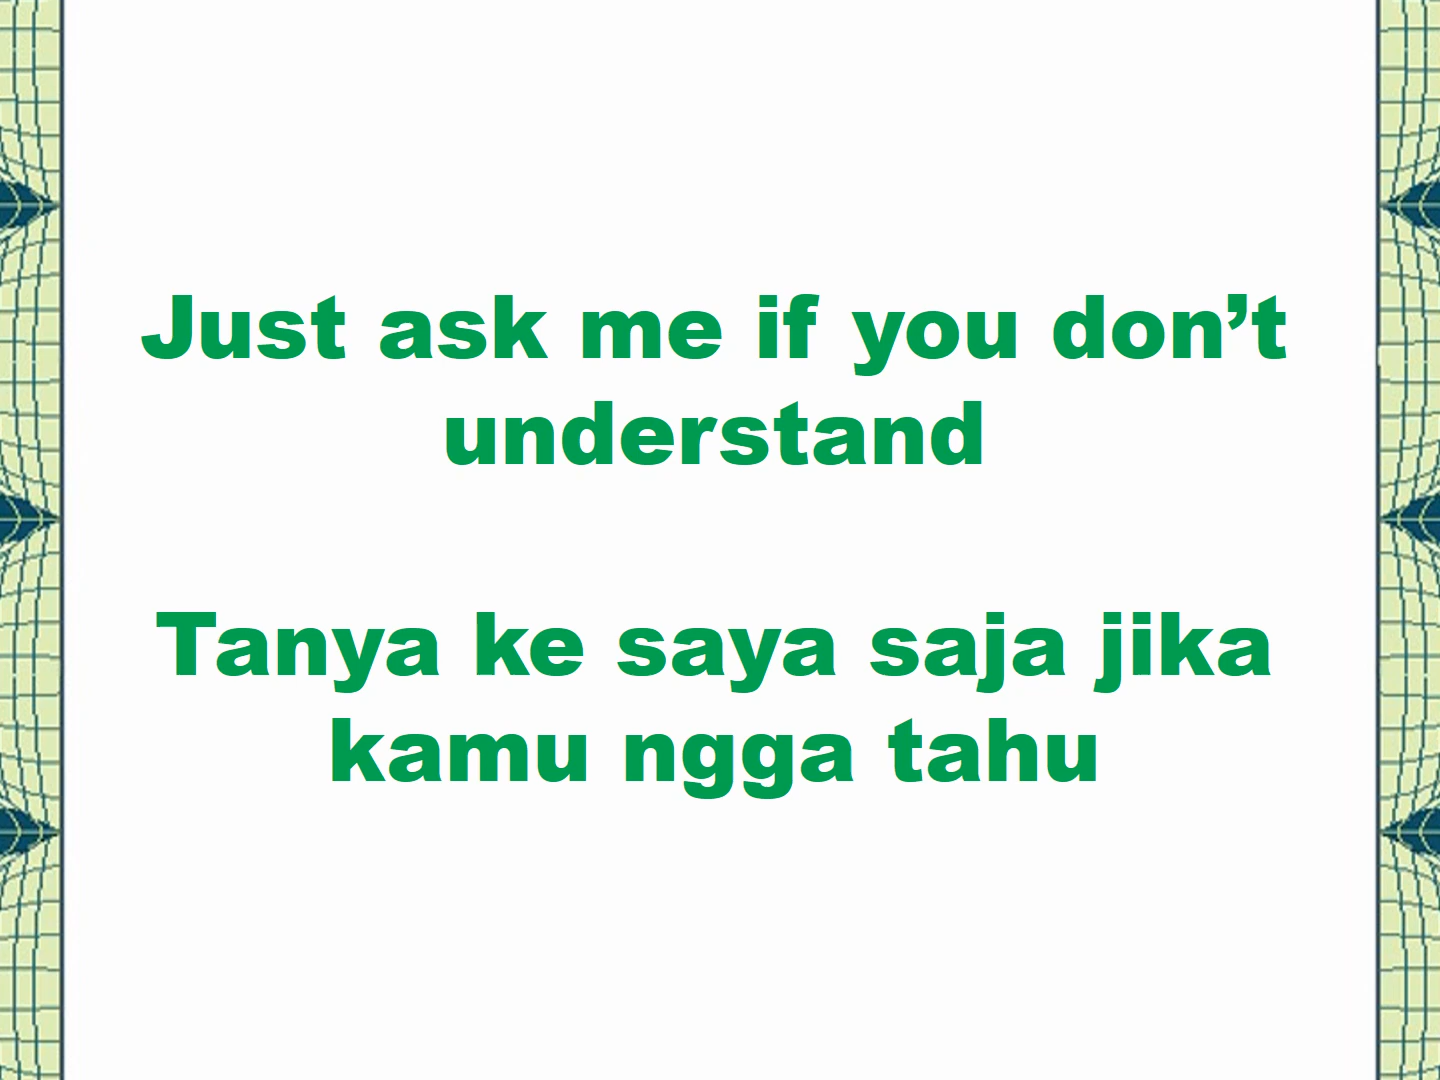 Just ask me if you don’t
understand
Tanya ke saya saja jika
kamu ngga tahu